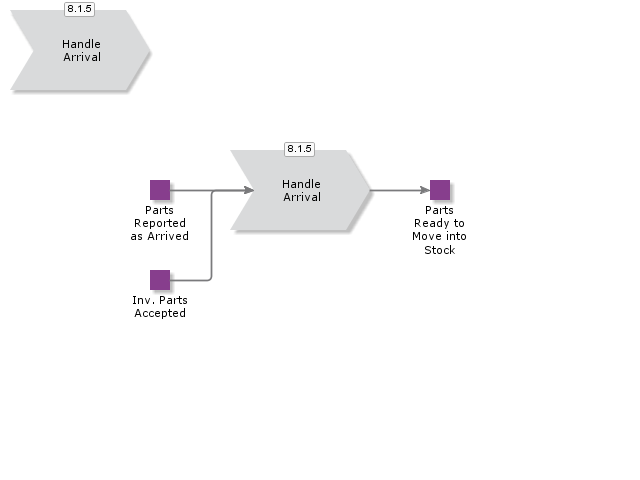 8.1.5
Handle
Arrival
8.1.5
Handle
Arrival
Parts
Reported
as Arrived
Parts
Ready to
Move into
Stock
Inv. Parts
Accepted